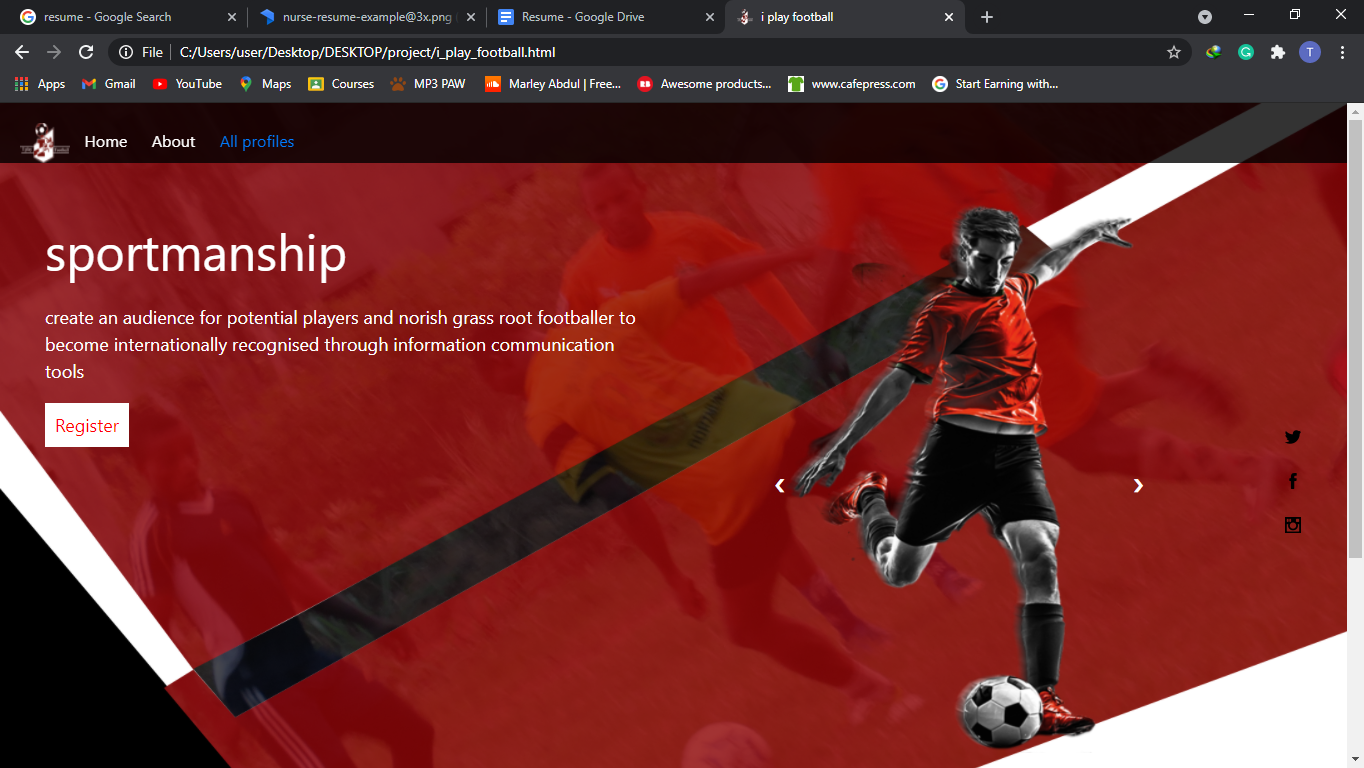 resume - Google Search
nurse-resume-example@3x.png
Resume - Google Drive
i play football
File
C:/Users/user/Desktop/DESKTOP/project/i_play_football.html
T
Apps
Gmail
YouTube
Maps
Courses
MP3 PAW
Marley Abdul | Free...
Awesome products...
www.cafepress.com
Start Earning with...
Home
About
All profiles
sportmanship
create an audience for potential players and norish grass root footballer to
become internationally recognised through information communication
tools
Register